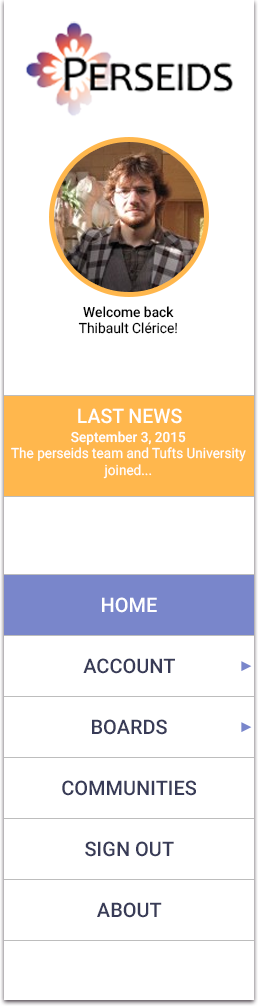 PERSEIDS
Welcome back
Thibault Clérice!
LAST NEWS
September 3, 2015
The perseids team and Tufts University
joined...
HOME
ACCOUNT
BOARDS
COMMUNITIES
SIGN OUT
ABOUT